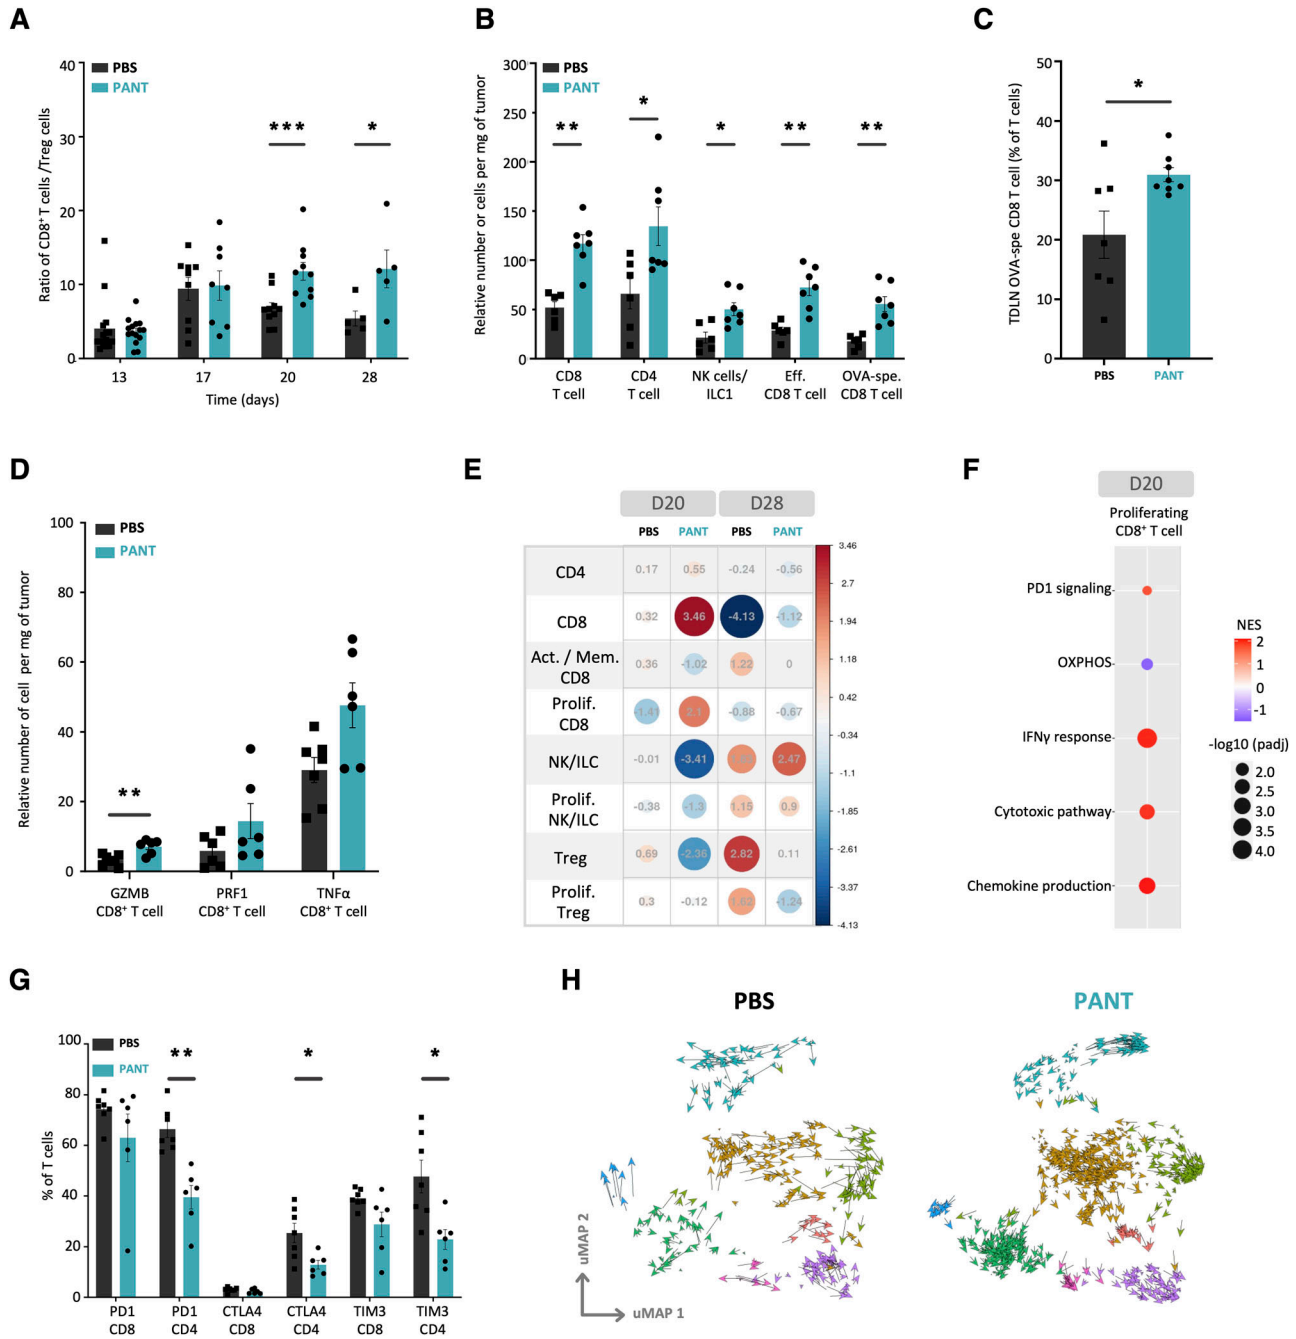 A
PBS
PANT
Ratio of CD8⁺ T cells /Treg cells
40
30
20
10
0
***
*
13
17
20
28
Time (days)
B
PBS
PANT
Relative number or cells per mg of tumor
300
250
200
150
100
50
0
**
*
*
**
**
CD8
T cell
CD4
T cell
NK cells/
ILC1
Eff.
CD8 T cell
OVA-spe.
CD8 T cell
C
TDLN OVA-spe CD8 T cell (% of T cells)
50
40
30
20
10
0
*
PBS
PANT
D
PBS
PANT
Relative number of cell per mg of tumor
100
80
60
40
20
0
**
GZMB
CD8⁺ T cell
PRF1
CD8⁺ T cell
TNFα
CD8⁺ T cell
E
D20
D28
PBS
PANT
PBS
PANT
CD4
0.17
0.55
-0.24
-0.56
CD8
0.32
3.46
-4.13
-1.12
Act. / Mem.
CD8
0.36
-1.02
1.22
0
Prolif.
CD8
-1.41
2.1
-0.88
-0.67
NK/ILC
-0.01
-3.41
2.47
Prolif.
NK/ILC
-0.38
-1.3
1.15
0.9
Treg
0.69
-2.36
2.82
0.11
Prolif.
Treg
0.3
-0.12
1.62
-1.24
3.46
2.7
1.94
1.18
0.42
-0.34
-1.1
-1.85
-2.61
-3.37
-4.13
F
D20
Proliferating
CD8⁺ T cell
PD1 signaling
OXPHOS
IFNγ response
Cytotoxic pathway
Chemokine production
NES
2
1
0
-1
-log10 (padj)
2.0
2.5
3.0
3.5
4.0
G
PBS
PANT
% of T cells
100
80
60
40
20
0
**
*
*
PD1
CD8
PD1
CD4
CTLA4
CD8
CTLA4
CD4
TIM3
CD8
TIM3
CD4
H
PBS
PANT
uMAP 2
uMAP 1